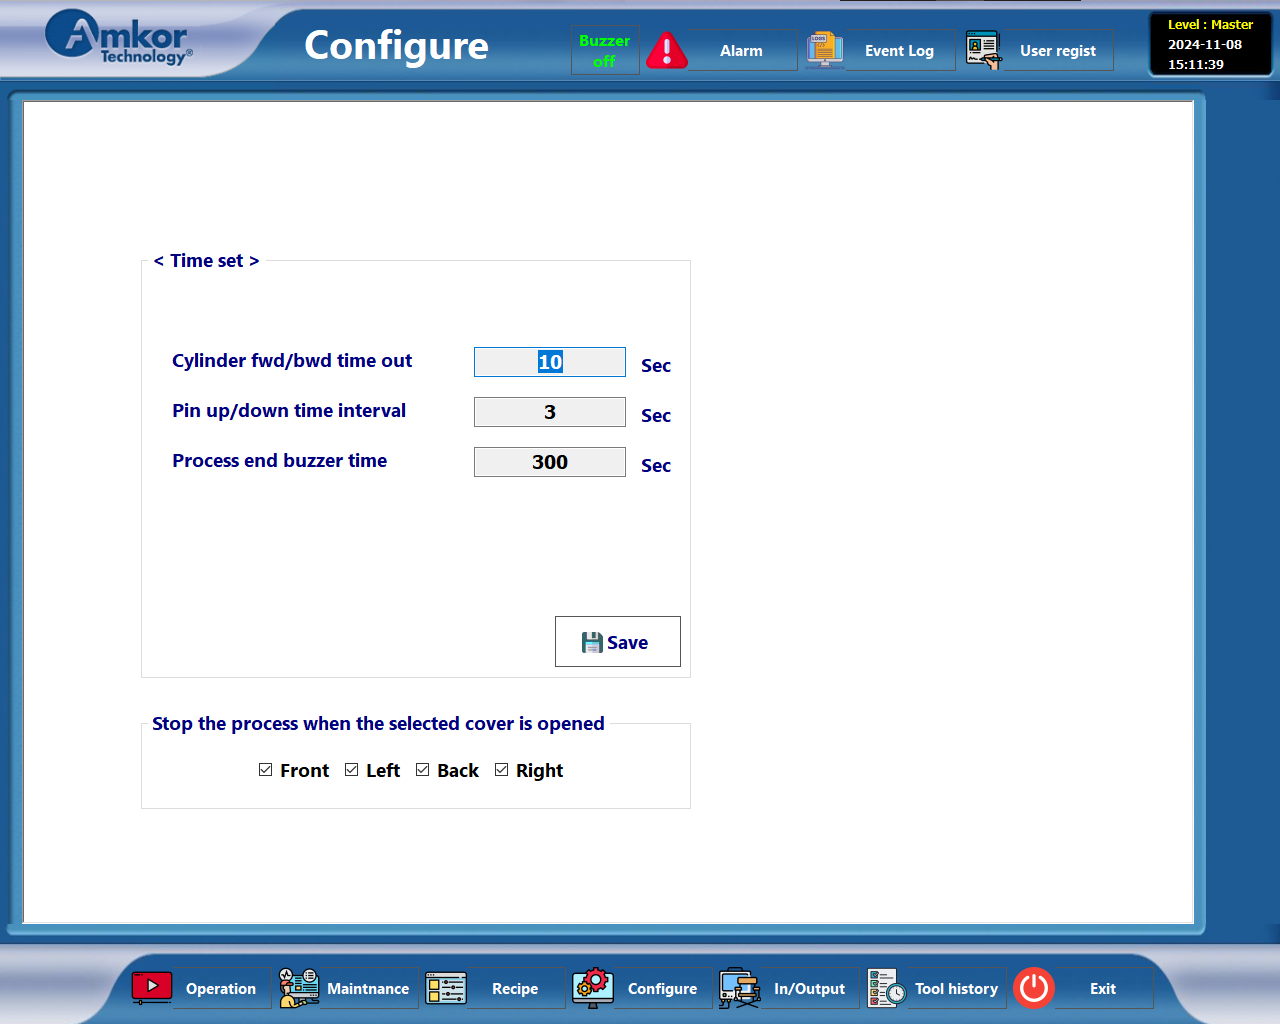 Amkor
Technology®
Configure
Buzzer
off
Alarm
LOGS
Event Log
User regist
Level : Master
2024-11-08
15:11:39
< Time set >
Cylinder fwd/bwd time out 10 Sec
Pin up/down time interval 3 Sec
Process end buzzer time 300 Sec
Save
Stop the process when the selected cover is opened
Front Left Back Right
Operation Maintnance Recipe Configure In/Output Tool history Exit